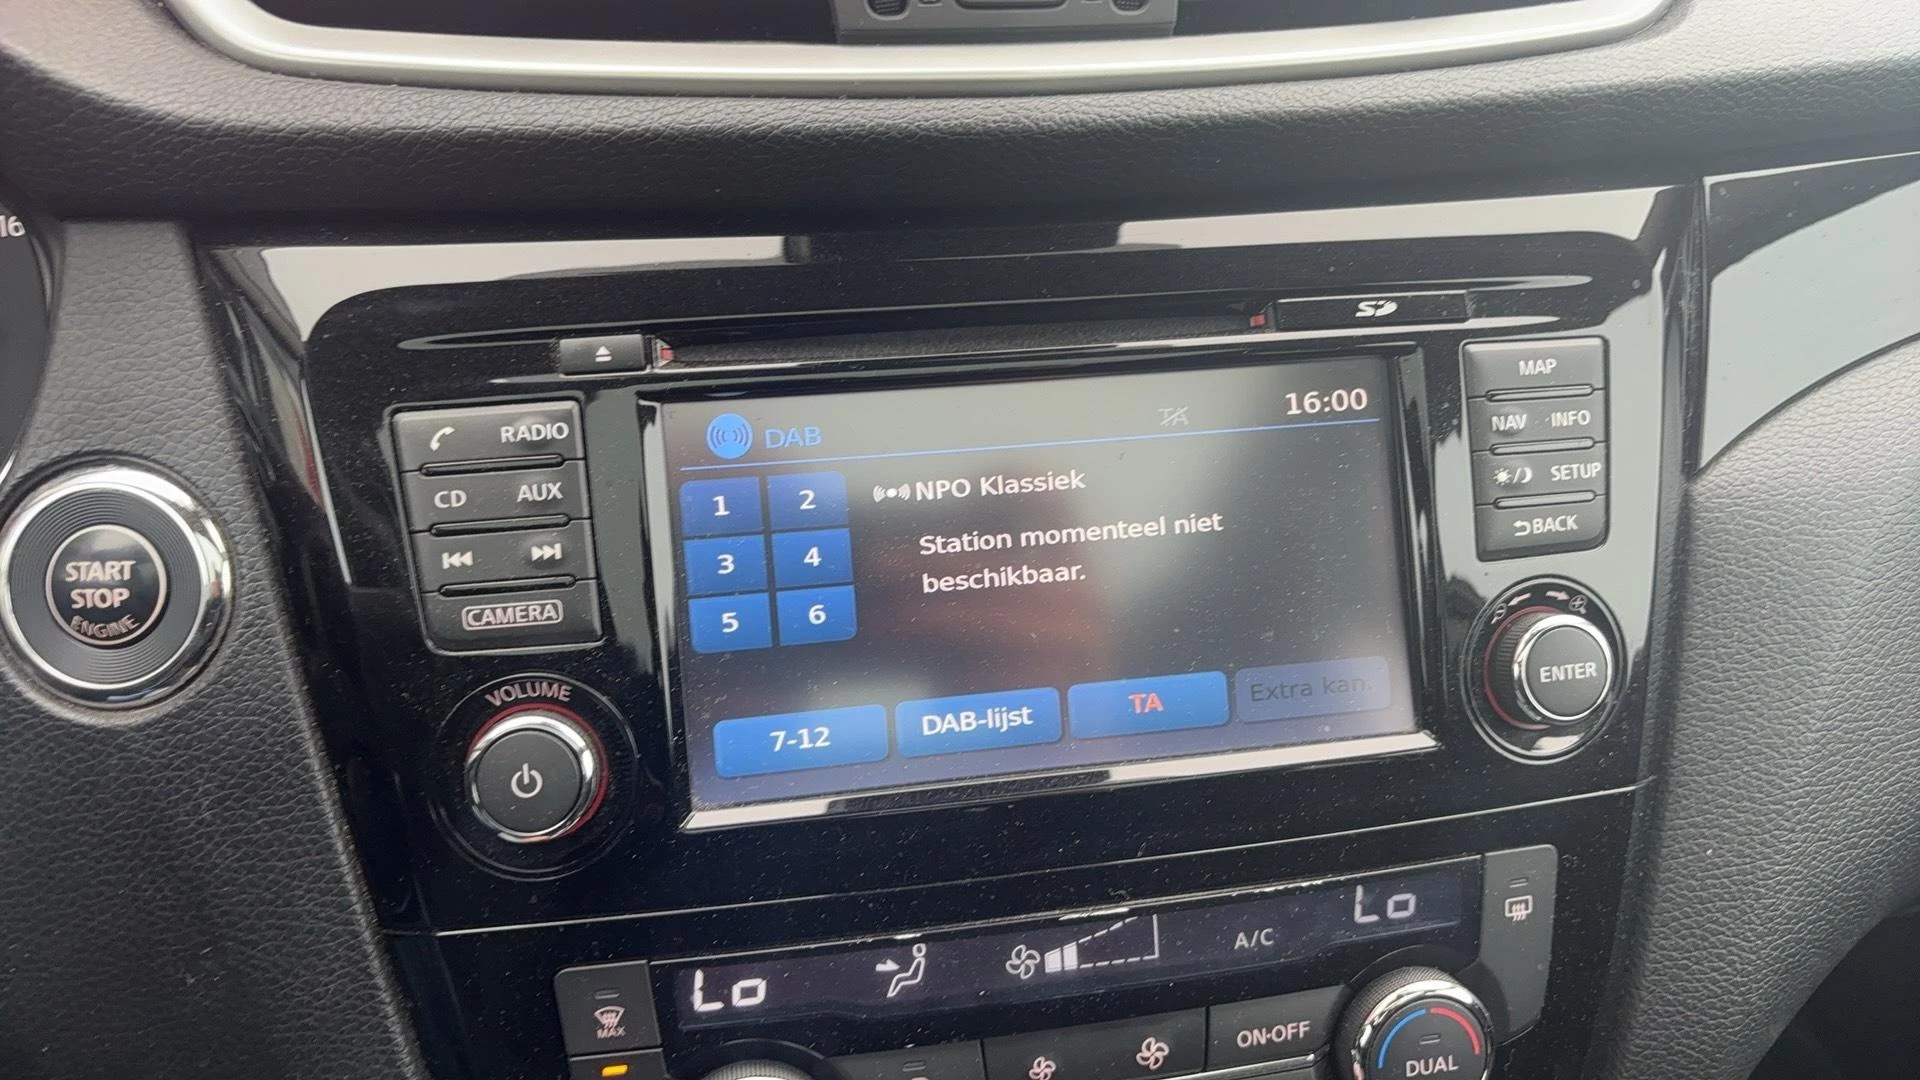 16
SD
RADIO
CD AUX
CAMERA
VOLUME
START
STOP
ENGINE
DAB
TA
16:00
1 2
3 4
5 6
NPO Klassiek
Station momenteel niet
beschikbaar.
7-12 DAB-lijst TA Extra kan.
MAP
NAV · INFO
SETUP
BACK
ENTER
Lo A/C Lo
MAX
ON·OFF
DUAL